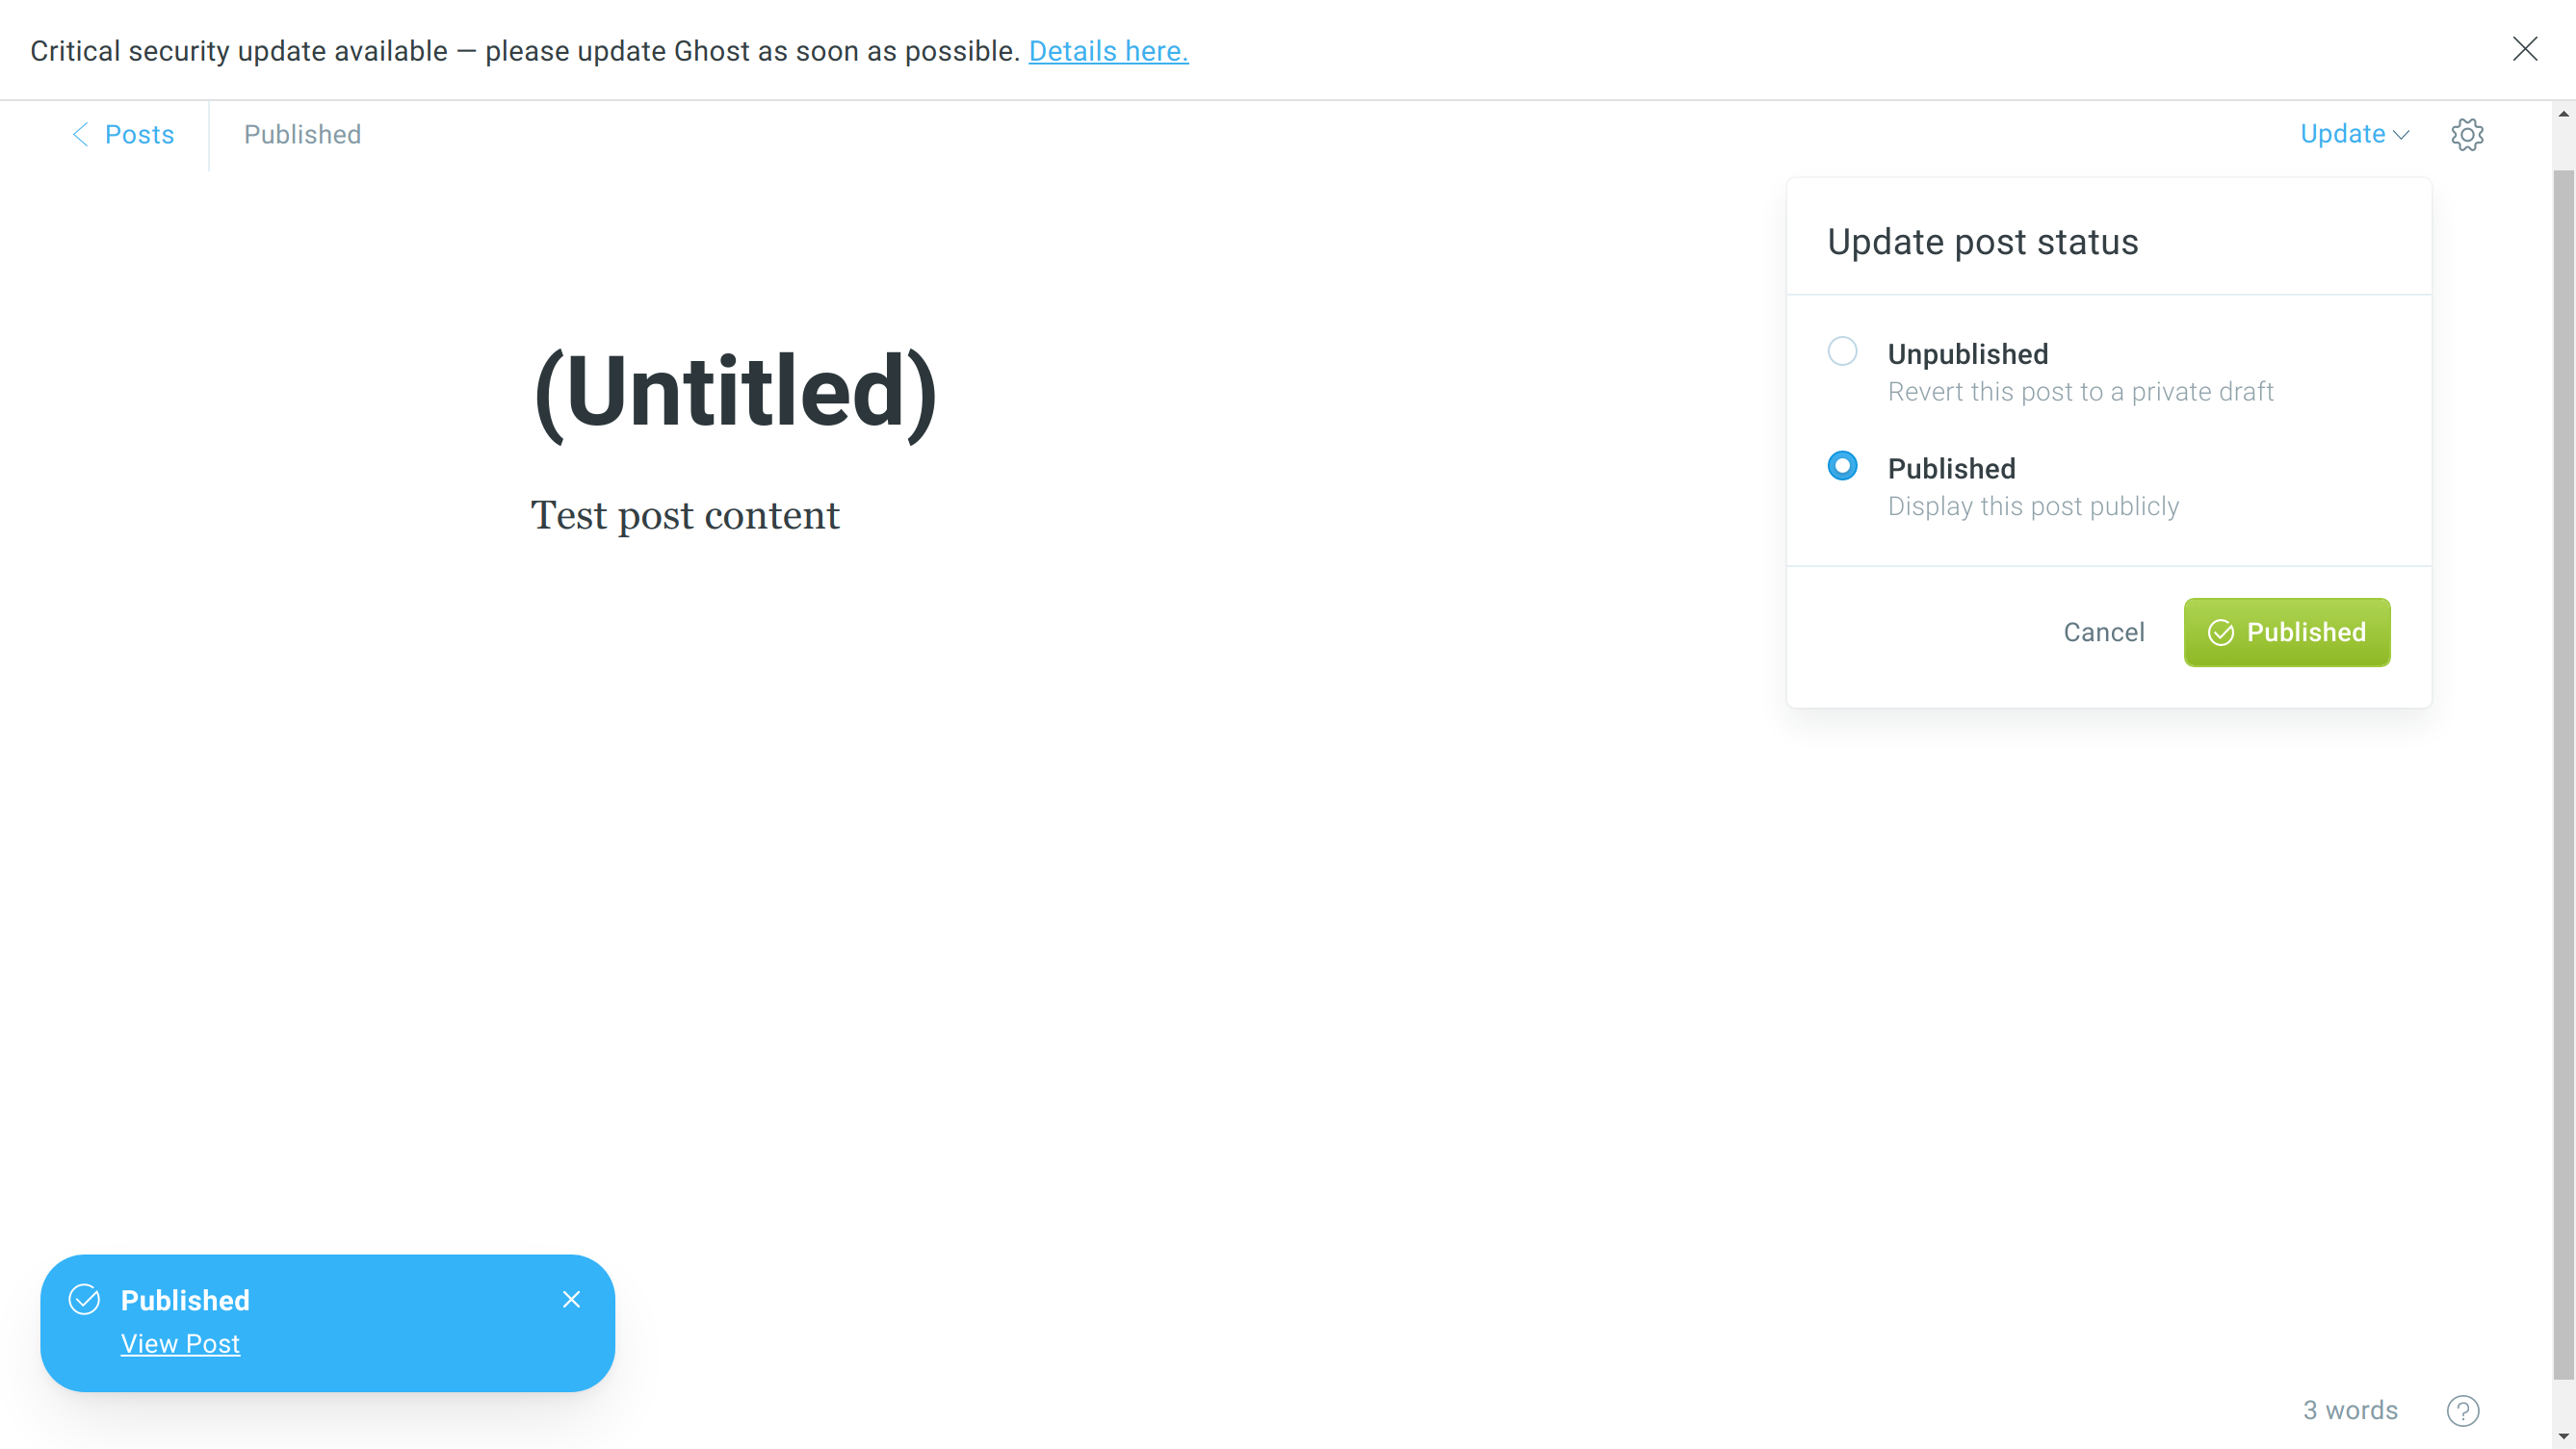 Critical security update available — please update Ghost as soon as possible. Details here.
Posts
Published
Update
Update post status
Unpublished
Revert this post to a private draft
Published
Display this post publicly
Cancel
Published
(Untitled)
Test post content
Published
View Post
3 words
?